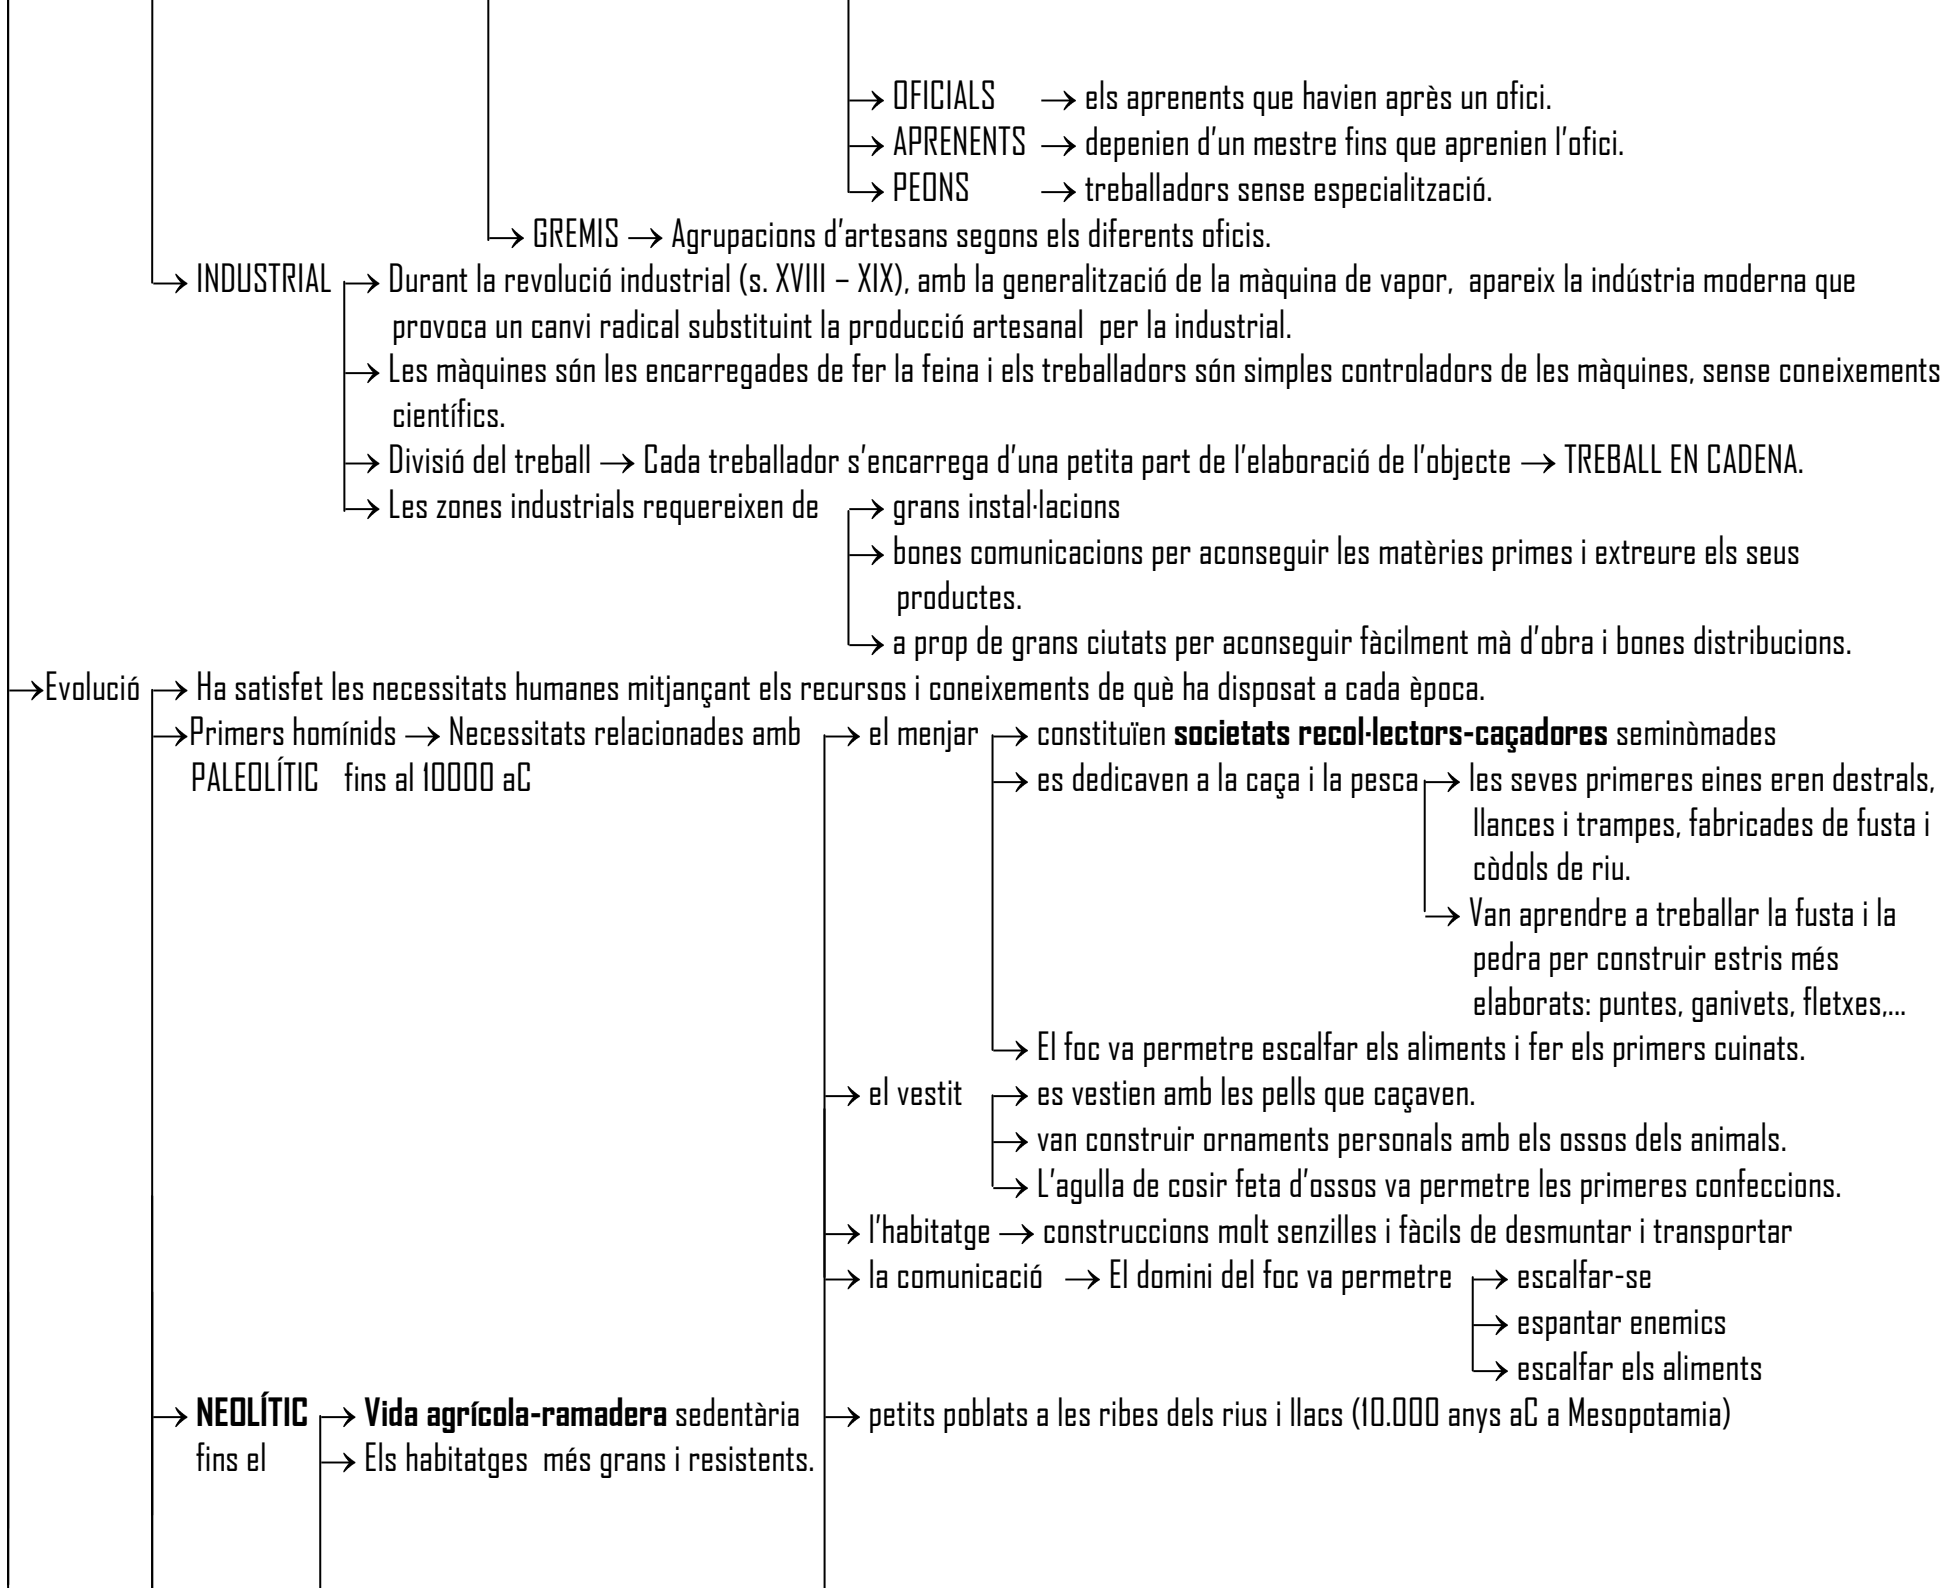 → OFICIALS → els aprenents que havien après un ofici.
→ APRENENTS → depenien d'un mestre fins que aprenien l'ofici.
→ PEONS → treballadors sense especialització.
→ GREMIS → Agrupacions d'artesans segons els diferents oficis.
→ INDUSTRIAL → Durant la revolució industrial (s. XVIII – XIX), amb la generalització de la màquina de vapor, apareix la indústria moderna que
provoca un canvi radical substituint la producció artesanal per la industrial.
→ Les màquines són les encarregades de fer la feina i els treballadors són simples controladors de les màquines, sense coneixements
científics.
→ Divisió del treball → Cada treballador s'encarrega d'una petita part de l'elaboració de l'objecte → TREBALL EN CADENA.
→ Les zones industrials requereixen de → grans instal·lacions
→ bones comunicacions per aconseguir les matèries primes i extreure els seus
productes.
→ a prop de grans ciutats per aconseguir fàcilment mà d'obra i bones distribucions.
→Evolució → Ha satisfet les necessitats humanes mitjançant els recursos i coneixements de què ha disposat a cada època.
→Primers homínids → Necessitats relacionades amb → el menjar → constituïen societats recol·lectors-caçadores seminòmades
PALEOLÍTIC fins al 10000 aC → es dedicaven a la caça i la pesca → les seves primeres eines eren destrals,
llances i trampes, fabricades de fusta i
còdols de riu.
→ Van aprendre a treballar la fusta i la
pedra per construir estris més
elaborats: puntes, ganivets, fletxes,...
→ El foc va permetre escalfar els aliments i fer els primers cuinats.
→ el vestit → es vestien amb les pells que caçaven.
→ van construir ornaments personals amb els ossos dels animals.
→ L'agulla de cosir feta d'ossos va permetre les primeres confeccions.
→ l'habitatge → construccions molt senzilles i fàcils de desmuntar i transportar
→ la comunicació → El domini del foc va permetre → escalfar-se
→ espantar enemics
→ escalfar els aliments
→ NEOLÍTIC → Vida agrícola-ramadera sedentària → petits poblats a les ribes dels rius i llacs (10.000 anys aC a Mesopotamia)
fins el → Els habitatges més grans i resistents.